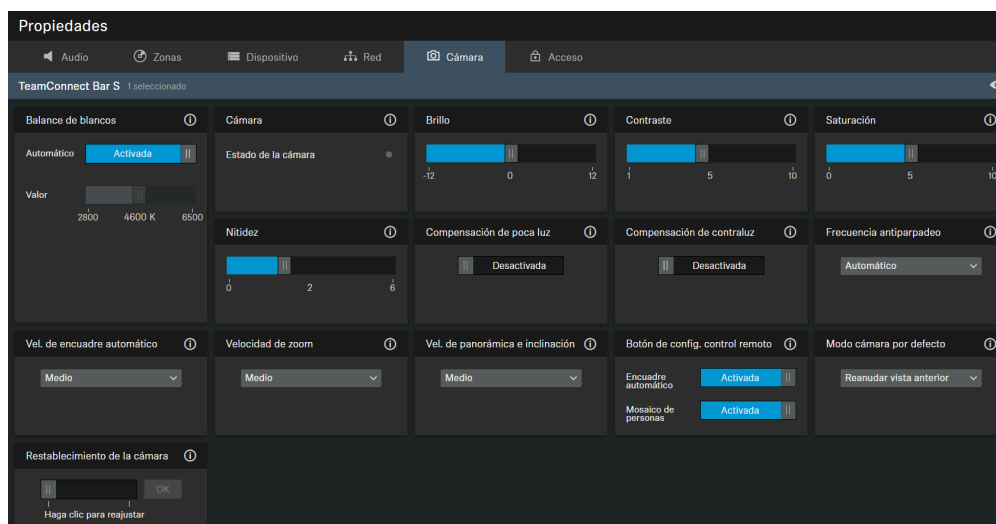 Propiedades
Audio Zonas Dispositivo Red Cámara Acceso
TeamConnect Bar S 1 seleccionado
Balance de blancos
Automático Activada
Valor
2800 4600 K 6500
Cámara
Estado de la cámara
Brillo
-12 0 12
Contraste
1 5 10
Saturación
0 5 10
Nitidez
0 2 6
Compensación de poca luz
Desactivada
Compensación de contraluz
Desactivada
Frecuencia antiparpadeo
Automático
Vel. de encuadre automático
Medio
Velocidad de zoom
Medio
Vel. de panorámica e inclinación
Medio
Botón de config. control remoto
Encuadre
automático
Activada
Mosaico de
personas
Activada
Modo cámara por defecto
Reanudar vista anterior
Restablecimiento de la cámara
OK
Haga clic para reajustar